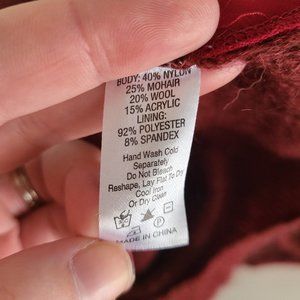 BODY: 40% NYLON
25% MOHAIR
20% WOOL
15% ACRYLIC
LINING:
92% POLYESTER
8% SPANDEX
Hand Wash Cold
Separately
Do Not Bleach
Reshape, Lay Flat To Dry
Cool Iron
Or Dry Clean
P
MADE IN CHINA